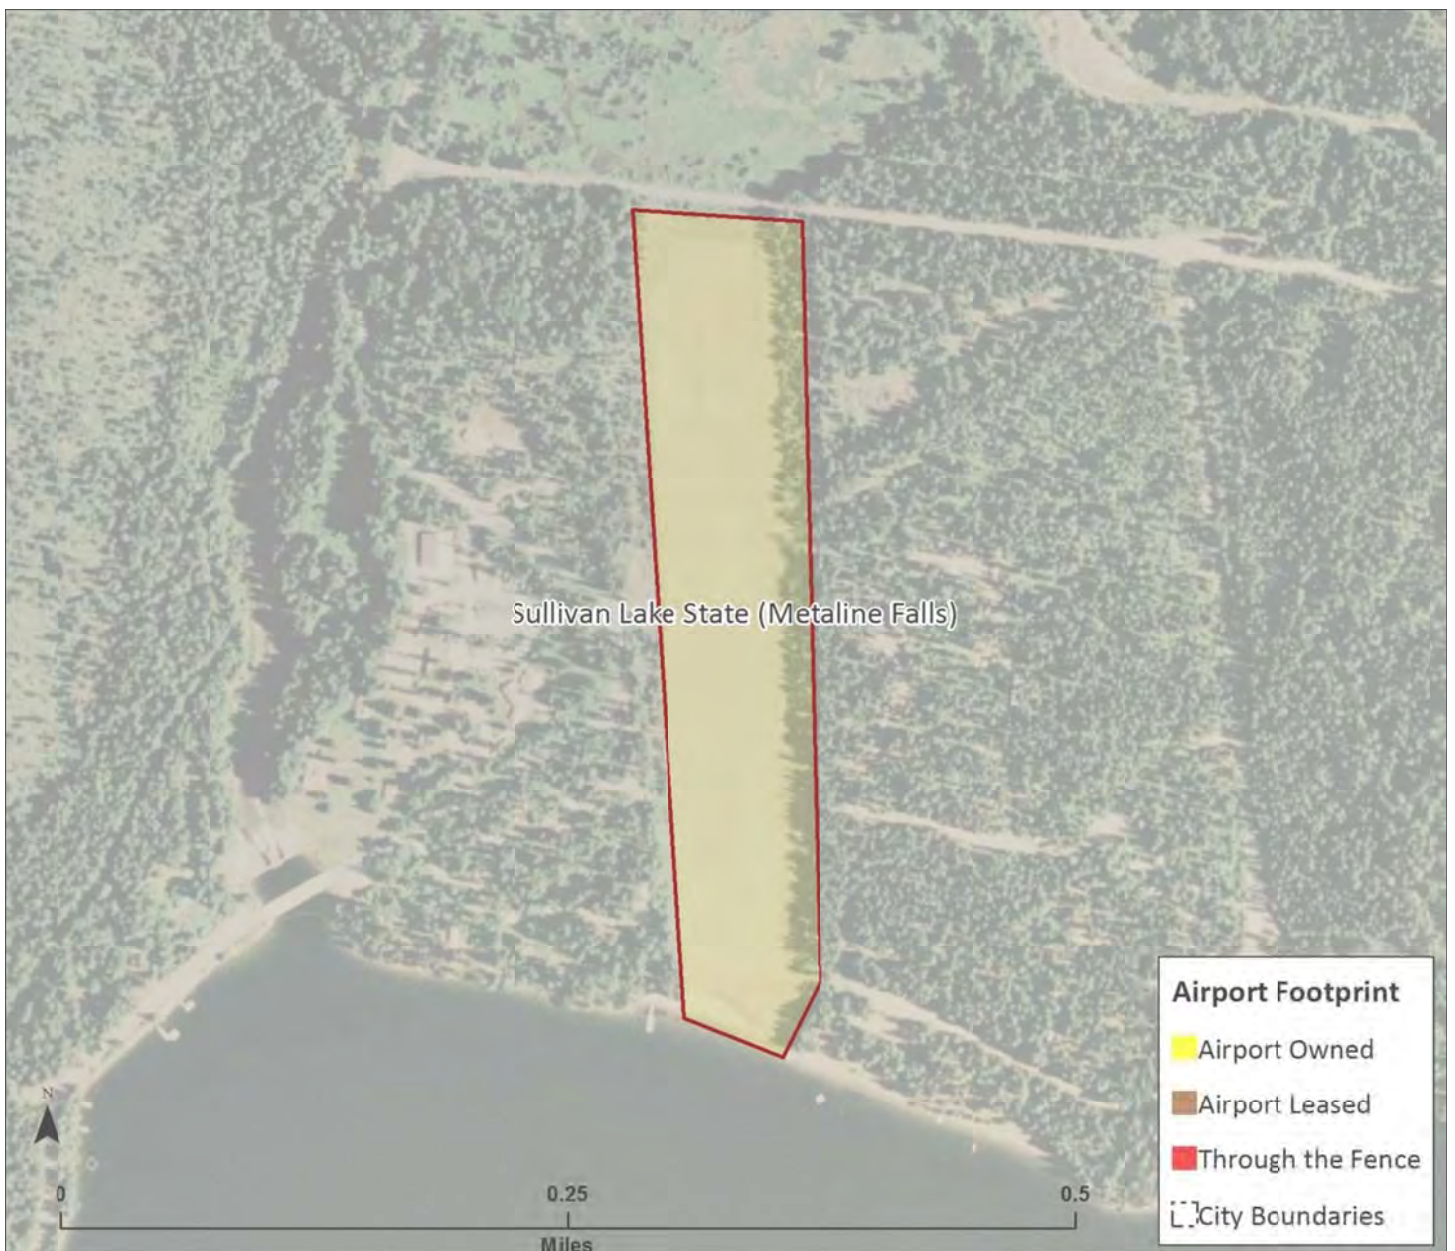 Sullivan Lake State (Metaline Falls)
Airport Footprint
Airport Owned
Airport Leased
Through the Fence
City Boundaries
N
0 0.25 0.5
Miles